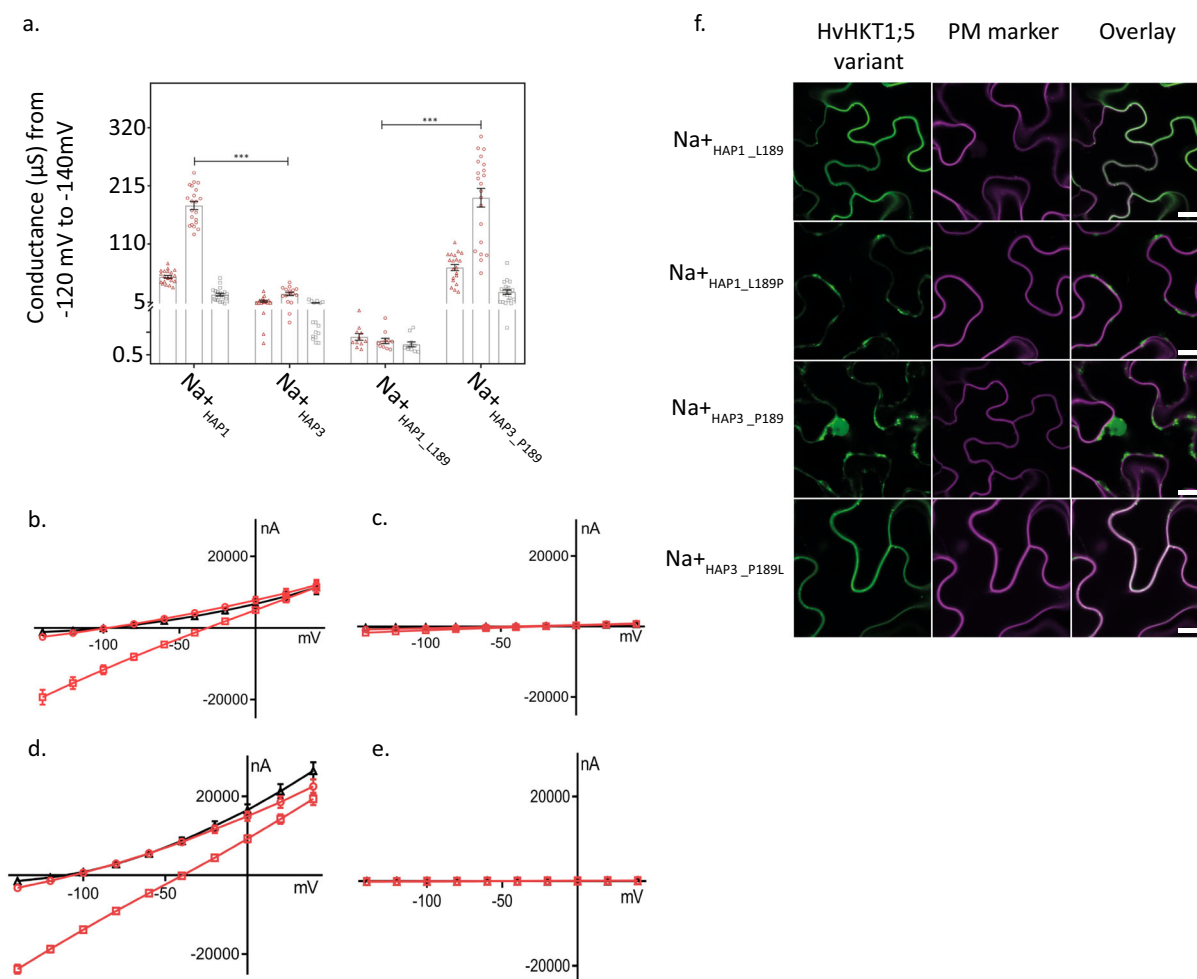 a.
Conductance (µS) from
-120 mV to -140mV
320
215
110
5
0.5
***
***
Na+HAP1
Na+HAP3
Na+HAP1_L189
Na+HAP3_P189
b.
nA
20000
-100
-50
mV
-20000
c.
nA
20000
-100
-50
mV
-20000
d.
nA
20000
-100
-50
mV
-20000
e.
nA
20000
-100
-50
mV
-20000
f.
HvHKT1;5
variant
PM marker
Overlay
Na+HAP1_L189
Na+HAP1_L189P
Na+HAP3_P189
Na+HAP3_P189L